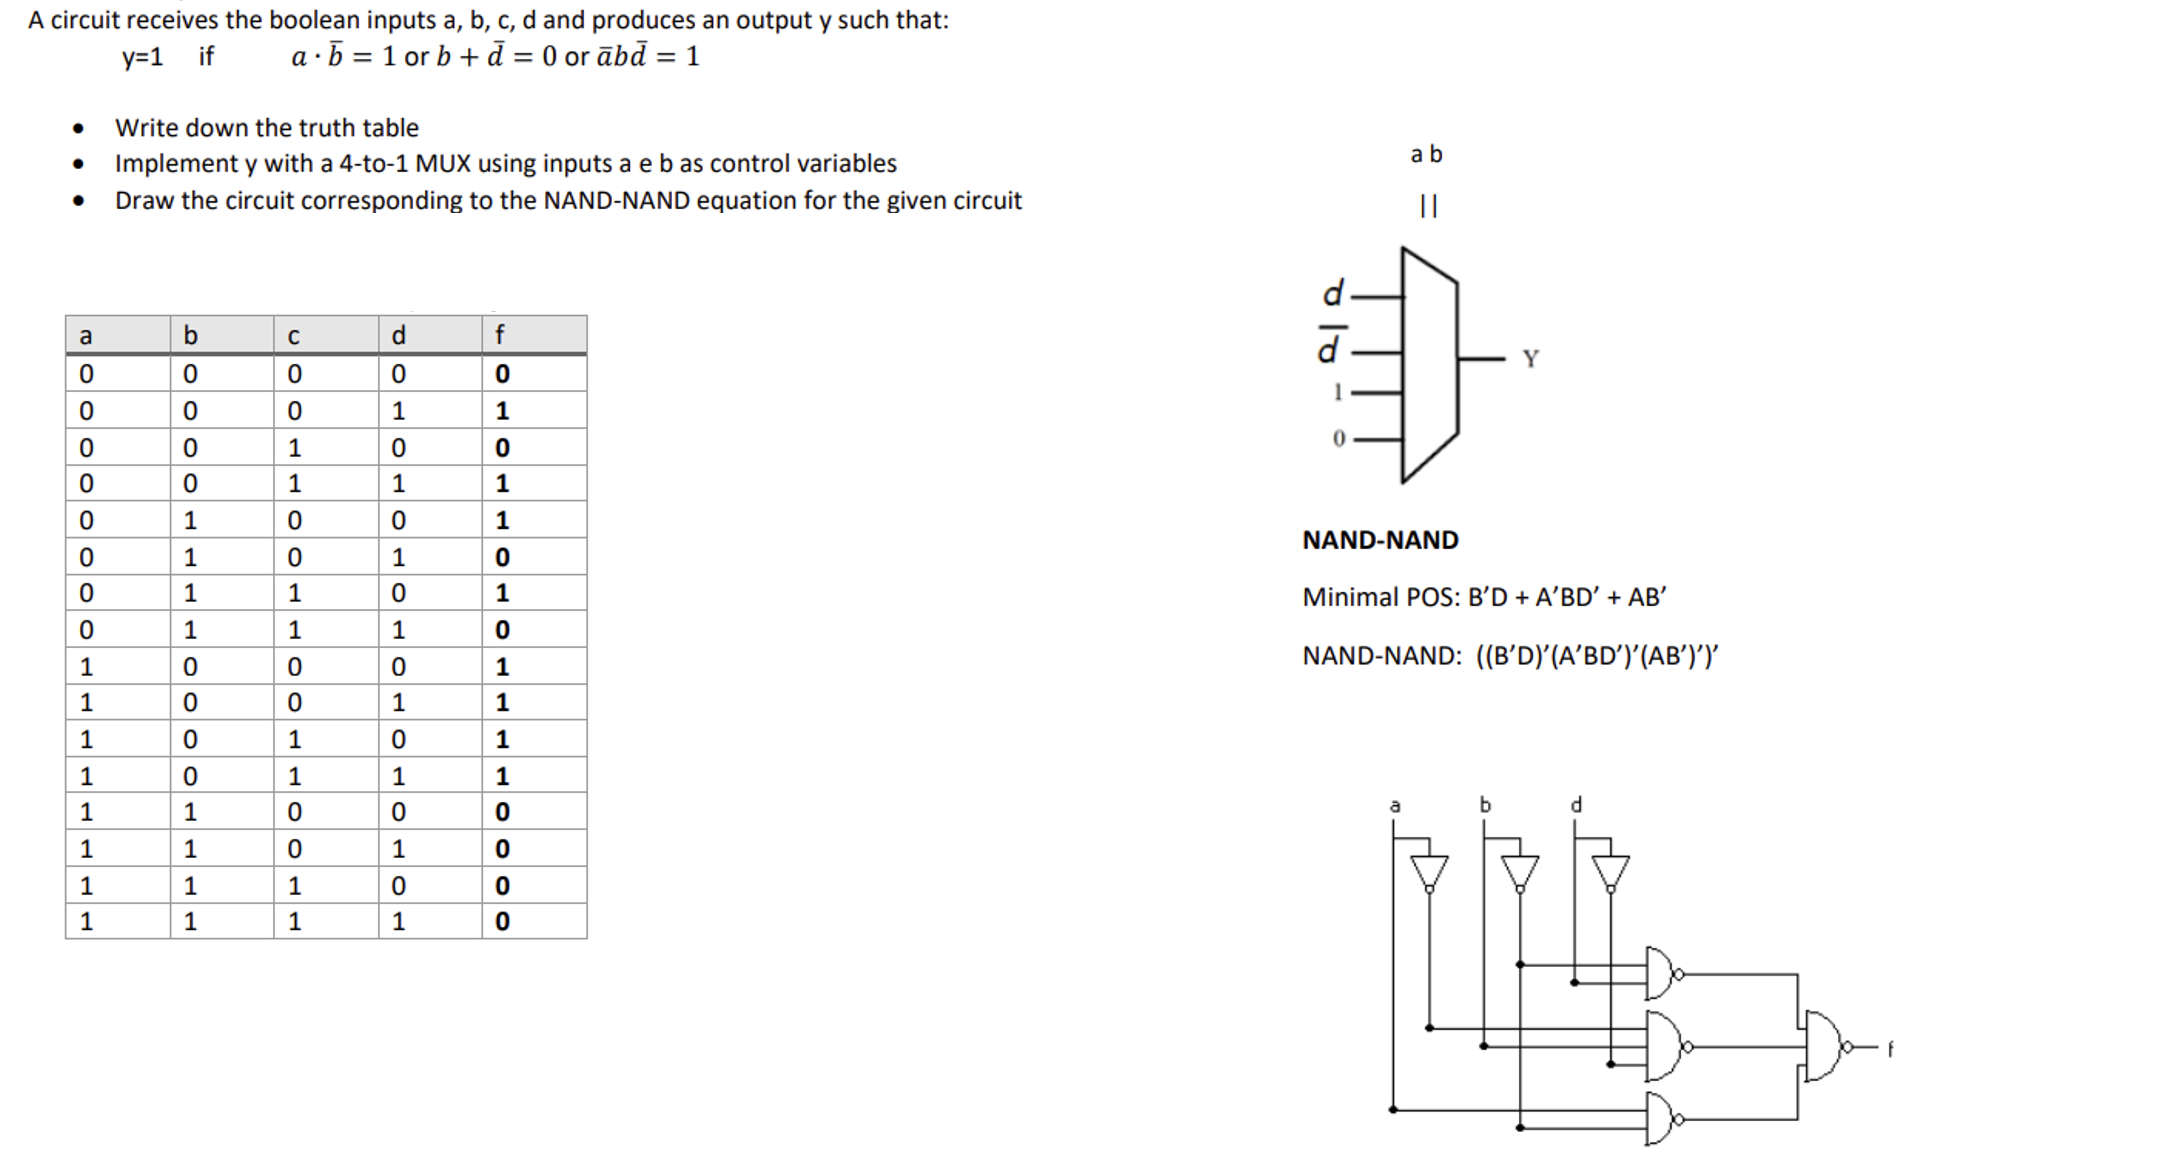 A circuit receives the boolean inputs a, b, c, d and produces an output y such that:
y=1 if a · b̅ = 1 or b + d̅ = 0 or a̅bd̅ = 1
• Write down the truth table
• Implement y with a 4-to-1 MUX using inputs a e b as control variables
• Draw the circuit corresponding to the NAND-NAND equation for the given circuit
a b c d f
0 0 0 0 0
0 0 0 1 1
0 0 1 0 0
0 0 1 1 1
0 1 0 0 1
0 1 0 1 0
0 1 1 0 1
0 1 1 1 0
1 0 0 0 1
1 0 0 1 1
1 0 1 0 1
1 0 1 1 1
1 1 0 0 0
1 1 0 1 0
1 1 1 0 0
1 1 1 1 0
a b
| |
d
d̅
1
0
Y
NAND-NAND
Minimal POS: B’D + A’BD’ + AB’
NAND-NAND: ((B’D)’(A’BD’)’(AB’)’)’
a b d
f